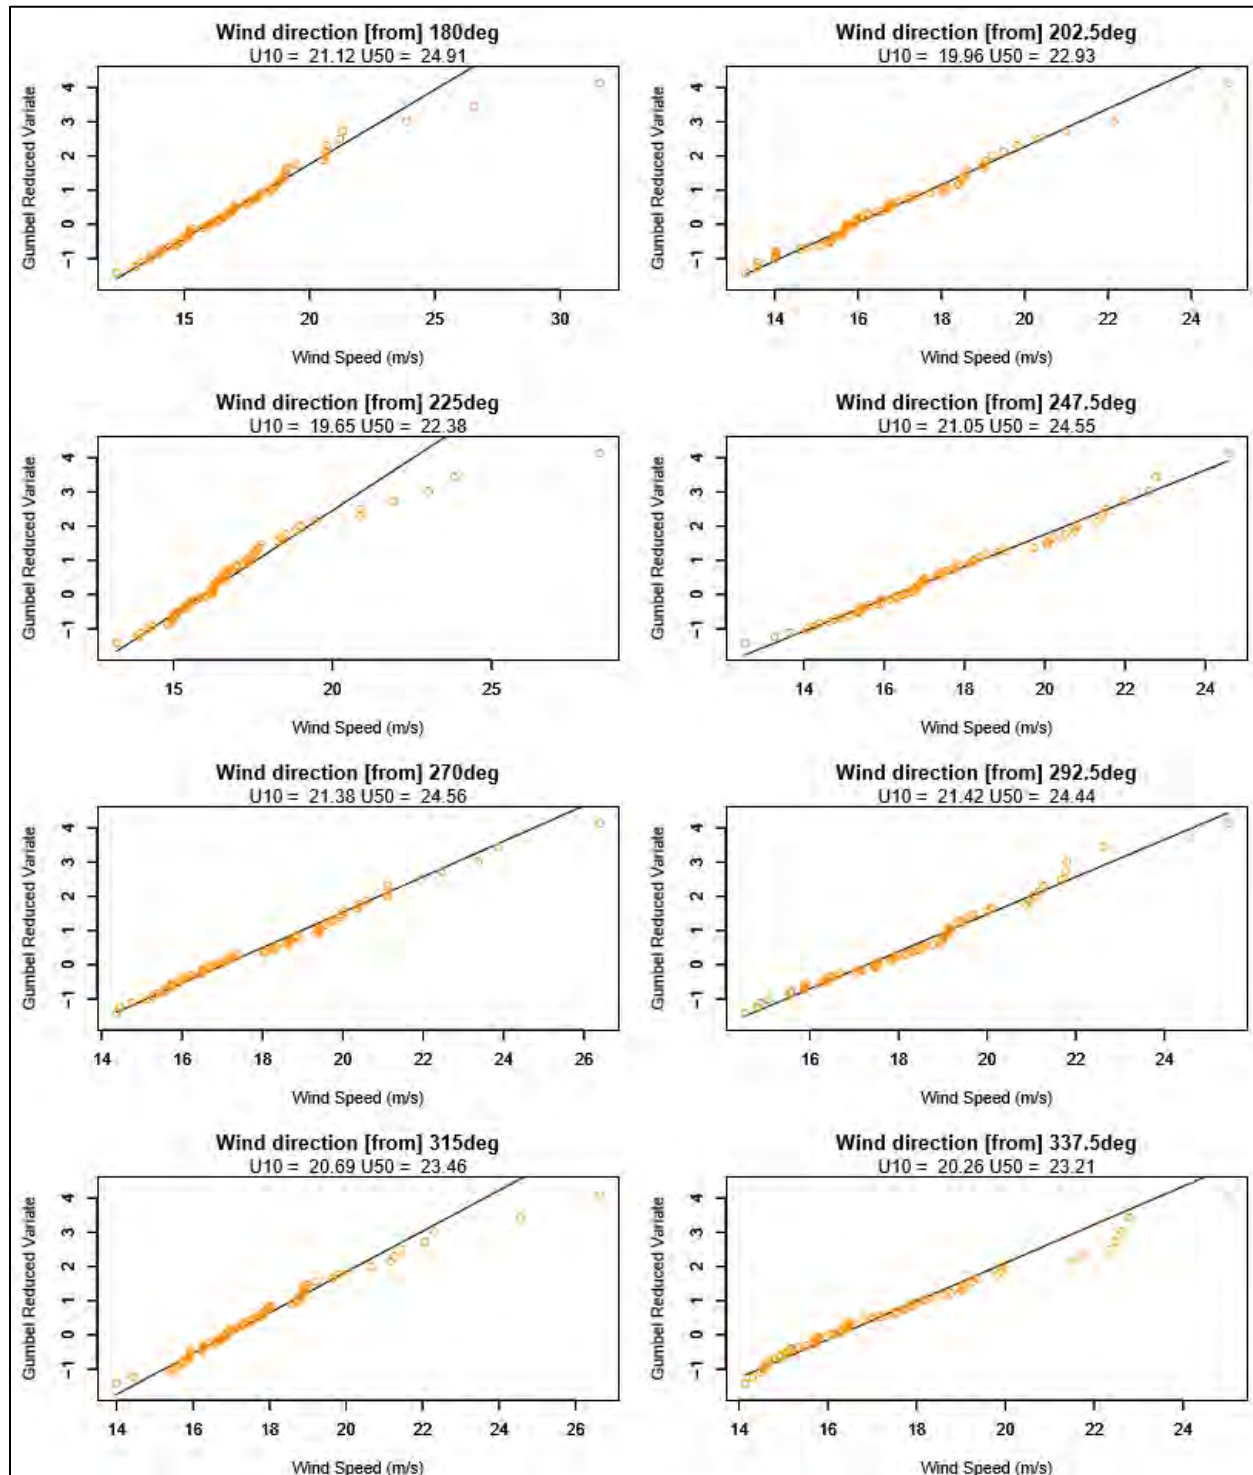 Wind direction [from] 180deg
U10 = 21.12 U50 = 24.91
Gumbel Reduced Variate
4
3
2
1
0
−1
15 20 25 30
Wind Speed (m/s)
Wind direction [from] 202.5deg
U10 = 19.96 U50 = 22.93
Gumbel Reduced Variate
4
3
2
1
0
−1
14 16 18 20 22 24
Wind Speed (m/s)
Wind direction [from] 225deg
U10 = 19.65 U50 = 22.38
Gumbel Reduced Variate
4
3
2
1
0
−1
15 20 25
Wind Speed (m/s)
Wind direction [from] 247.5deg
U10 = 21.05 U50 = 24.55
Gumbel Reduced Variate
4
3
2
1
0
−1
14 16 18 20 22 24
Wind Speed (m/s)
Wind direction [from] 270deg
U10 = 21.38 U50 = 24.56
Gumbel Reduced Variate
4
3
2
1
0
−1
14 16 18 20 22 24 26
Wind Speed (m/s)
Wind direction [from] 292.5deg
U10 = 21.42 U50 = 24.44
Gumbel Reduced Variate
4
3
2
1
0
−1
16 18 20 22 24
Wind Speed (m/s)
Wind direction [from] 315deg
U10 = 20.69 U50 = 23.46
Gumbel Reduced Variate
4
3
2
1
0
−1
14 16 18 20 22 24 26
Wind Speed (m/s)
Wind direction [from] 337.5deg
U10 = 20.26 U50 = 23.21
Gumbel Reduced Variate
4
3
2
1
0
−1
14 16 18 20 22 24
Wind Speed (m/s)